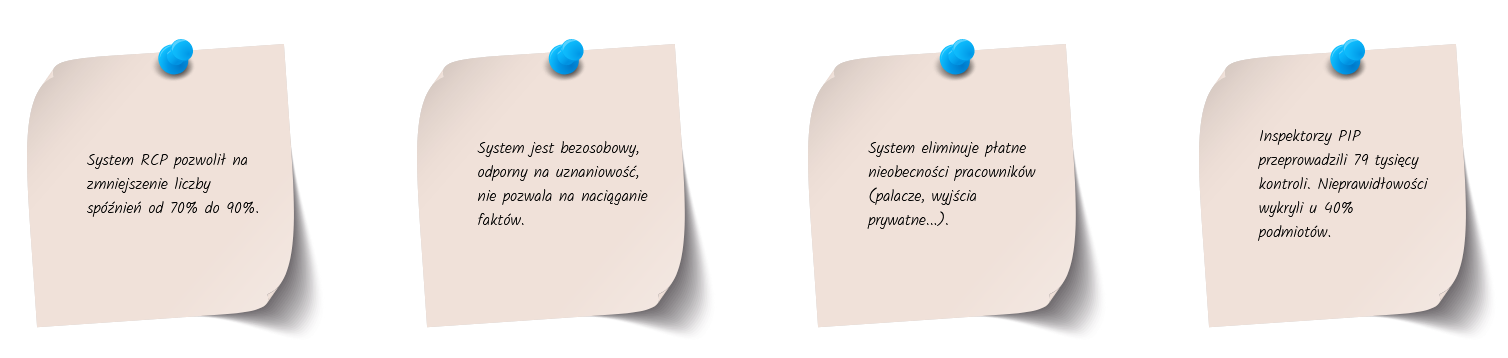 System RCP pozwolił na
zmniejszenie liczby
spóźnień od 70% do 90%.
System jest bezosobowy,
odporny na uznaniowość,
nie pozwala na naciąganie
faktów.
System eliminuje płatne
nieobecności pracowników
(palacze, wyjścia
prywatne...).
Inspektorzy PIP
przeprowadzili 79 tysięcy
kontroli. Nieprawidłowości
wykryli u 40%
podmiotów.